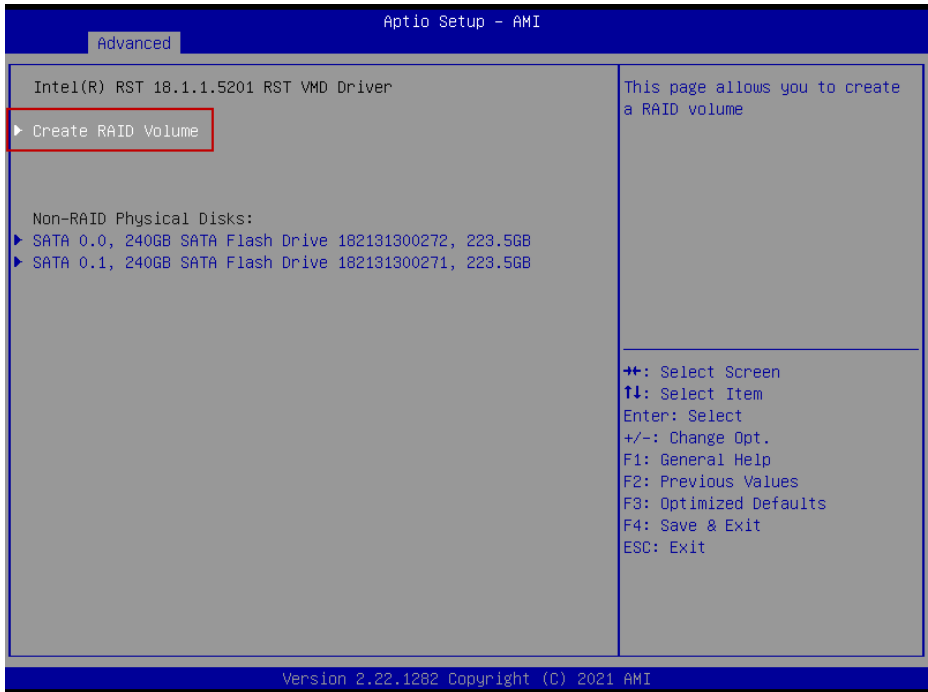 Aptio Setup – AMI
Advanced
Intel(R) RST 18.1.1.5201 RST VMD Driver
Create RAID Volume
Non-RAID Physical Disks:
SATA 0.0, 240GB SATA Flash Drive 182131300272, 223.5GB
SATA 0.1, 240GB SATA Flash Drive 182131300271, 223.5GB
This page allows you to create
a RAID volume
→←: Select Screen
↑↓: Select Item
Enter: Select
+/-: Change Opt.
F1: General Help
F2: Previous Values
F3: Optimized Defaults
F4: Save & Exit
ESC: Exit
Version 2.22.1282 Copyright (C) 2021 AMI